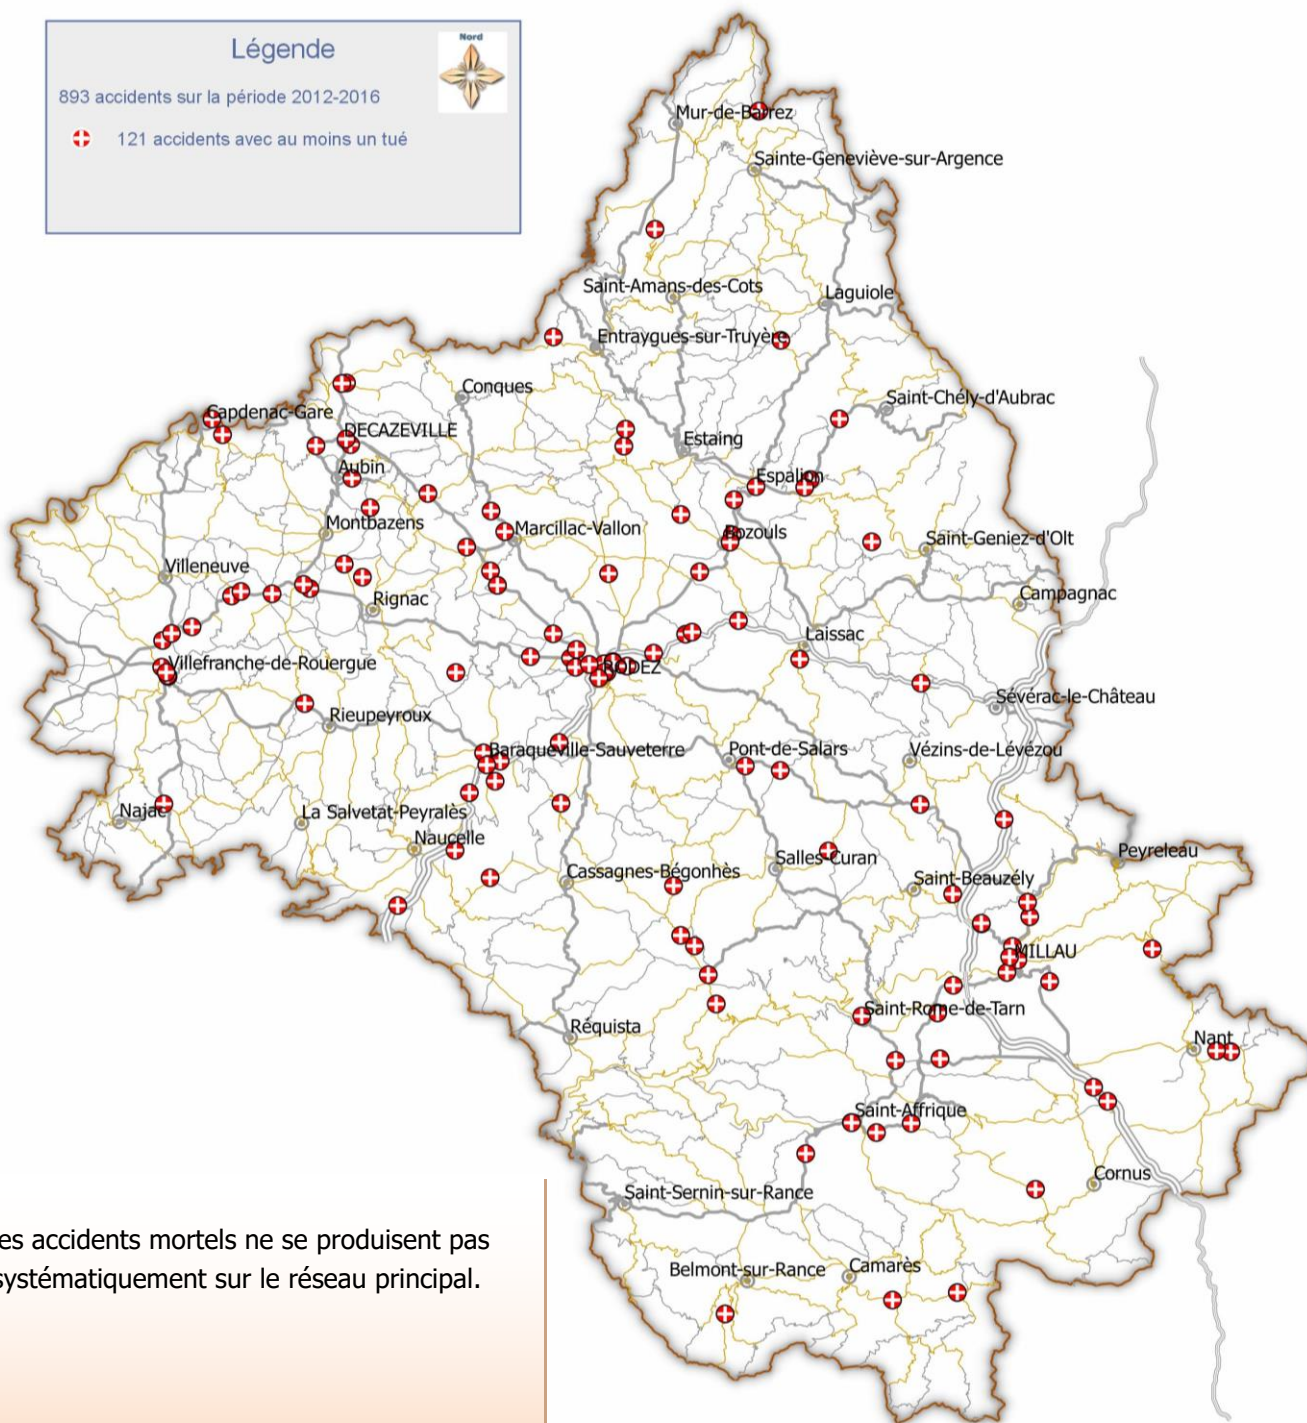 Légende
Nord
893 accidents sur la période 2012-2016
121 accidents avec au moins un tué
Mur-de-Barrez
Sainte-Geneviève-sur-Argence
Saint-Amans-des-Cots
Laguiole
Entraygues-sur-Truyère
Conques
Saint-Chély-d'Aubrac
Capdenac-Gare
DECAZEVILLE
Estaing
Aubin
Espalion
Montbazens
Marcillac-Vallon
Bozouls
Saint-Geniez-d'Olt
Villeneuve
Rignac
Campagnac
Laissac
Villefranche-de-Rouergue
RODEZ
Sévérac-le-Château
Rieupeyroux
Baraqueville-Sauveterre
Pont-de-Salars
Vézins-de-Lévézou
Najac
La Salvetat-Peyralès
Naucelle
Salles-Curan
Peyreleau
Cassagnes-Bégonhès
Saint-Beauzély
MILLAU
Saint-Rome-de-Tarn
Réquista
Nant
Saint-Affrique
Cornus
Saint-Sernin-sur-Rance
es accidents mortels ne se produisent pas
systématiquement sur le réseau principal.
Belmont-sur-Rance
Camarès